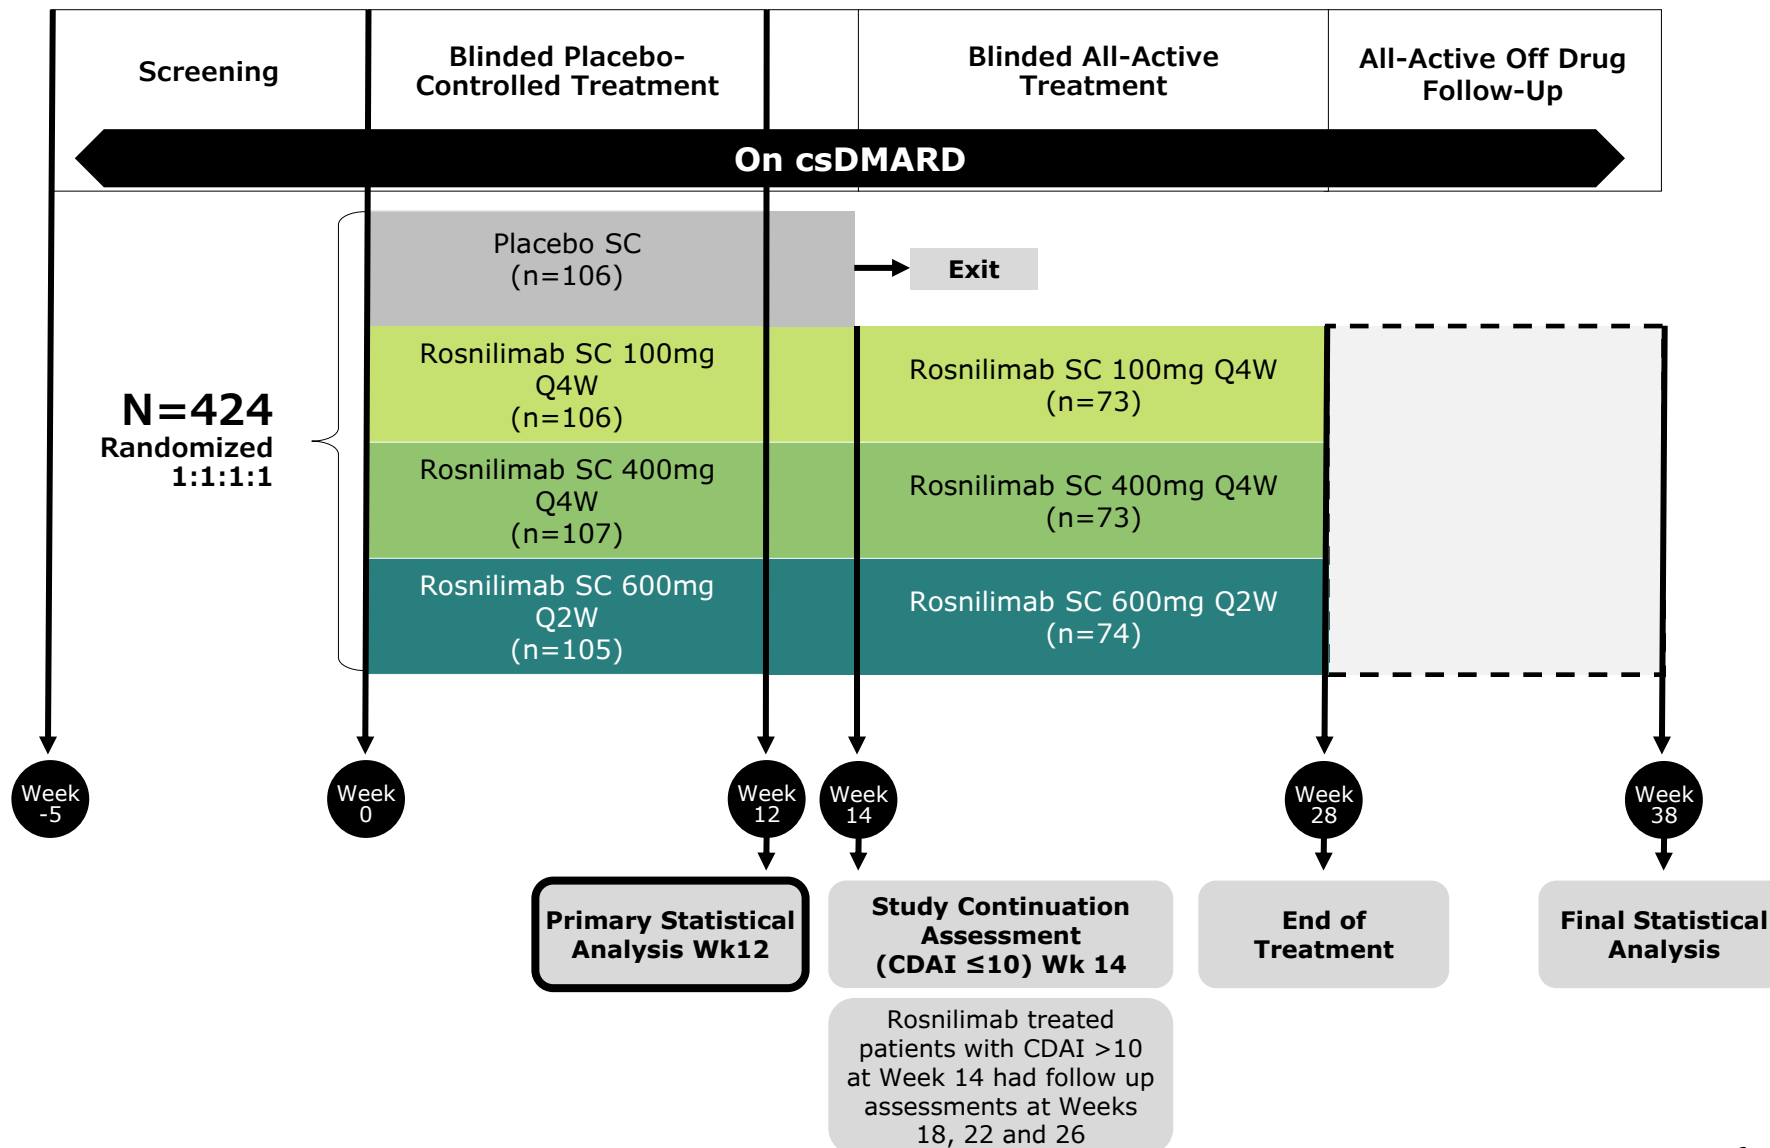 Screening
Blinded Placebo-
Controlled Treatment
Blinded All-Active
Treatment
All-Active Off Drug
Follow-Up
On csDMARD
N=424
Randomized
1:1:1:1
Placebo SC
(n=106)
Exit
Rosnilimab SC 100mg
Q4W
(n=106)
Rosnilimab SC 100mg Q4W
(n=73)
Rosnilimab SC 400mg
Q4W
(n=107)
Rosnilimab SC 400mg Q4W
(n=73)
Rosnilimab SC 600mg
Q2W
(n=105)
Rosnilimab SC 600mg Q2W
(n=74)
Week
-5
Week
0
Week
12
Week
14
Week
28
Week
38
Primary Statistical
Analysis Wk12
Study Continuation
Assessment
(CDAI ≤10) Wk 14
End of
Treatment
Final Statistical
Analysis
Rosnilimab treated
patients with CDAI >10
at Week 14 had follow up
assessments at Weeks
18, 22 and 26